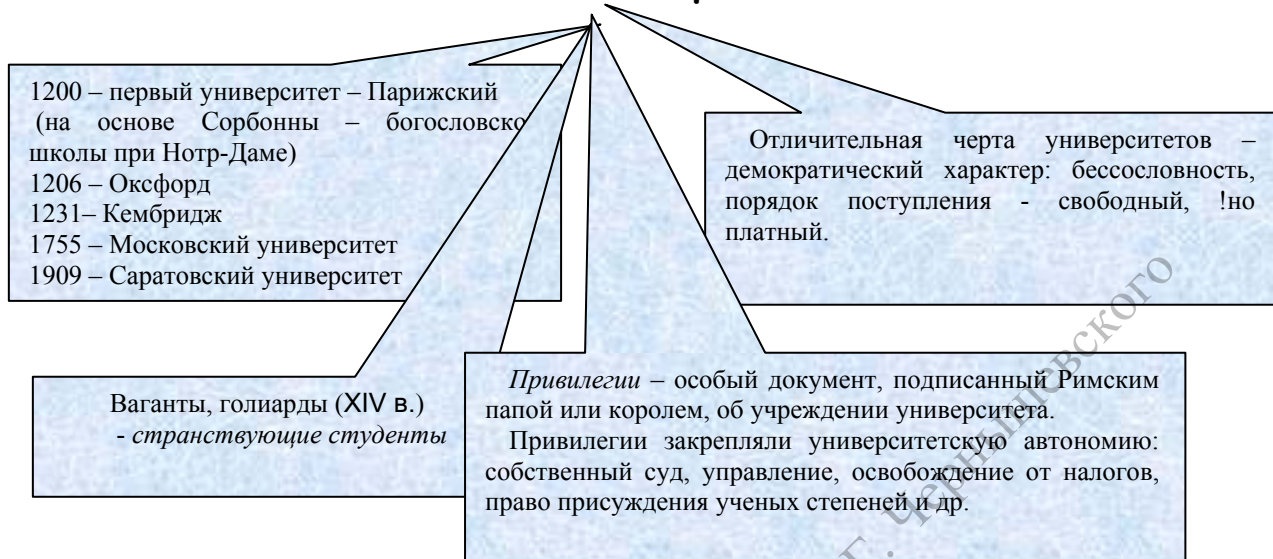 1200 – первый университет – Парижский
(на основе Сорбонны – богословско
школы при Нотр-Даме)
1206 – Оксфорд
1231– Кембридж
1755 – Московский университет
1909 – Саратовский университет
Отличительная черта университетов –
демократический характер: бессословность,
порядок поступления - свободный, !но
платный.
Ваганты, голиарды (XIV в.)
- странствующие студенты
Привилегии – особый документ, подписанный Римским
папой или королем, об учреждении университета.
Привилегии закрепляли университетскую автономию:
собственный суд, управление, освобождение от налогов,
право присуждения ученых степеней и др.
Г. Чернышевского